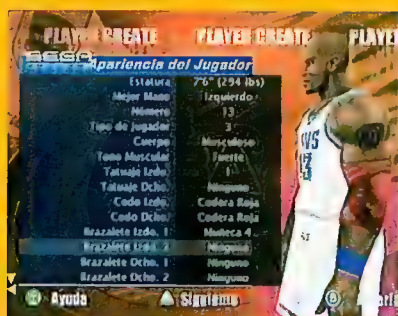 PLAYER CREATE PLAYER CREATE PLAYER
Apariencia del Jugador
Estatura 7'6" (294 lbs)
Mejor Mano Izquierdo
Número 13
Tipo de Jugador 3
Cuerpo Musculoso
Tono Muscular Fuerte
Tatuaje Izdo. 1
Tatuaje Dcho. Ninguno
Codo Izdo. Codera Roja
Codo Dcho. Codera Roja
Brazalete Izdo. 1 Muñeca 4
Brazalete Izdo. 2 Ninguno
Brazalete Dcho. 1 Ninguno
Brazalete Dcho. 2 Ninguno
Ayuda Siguiente B
VS
13